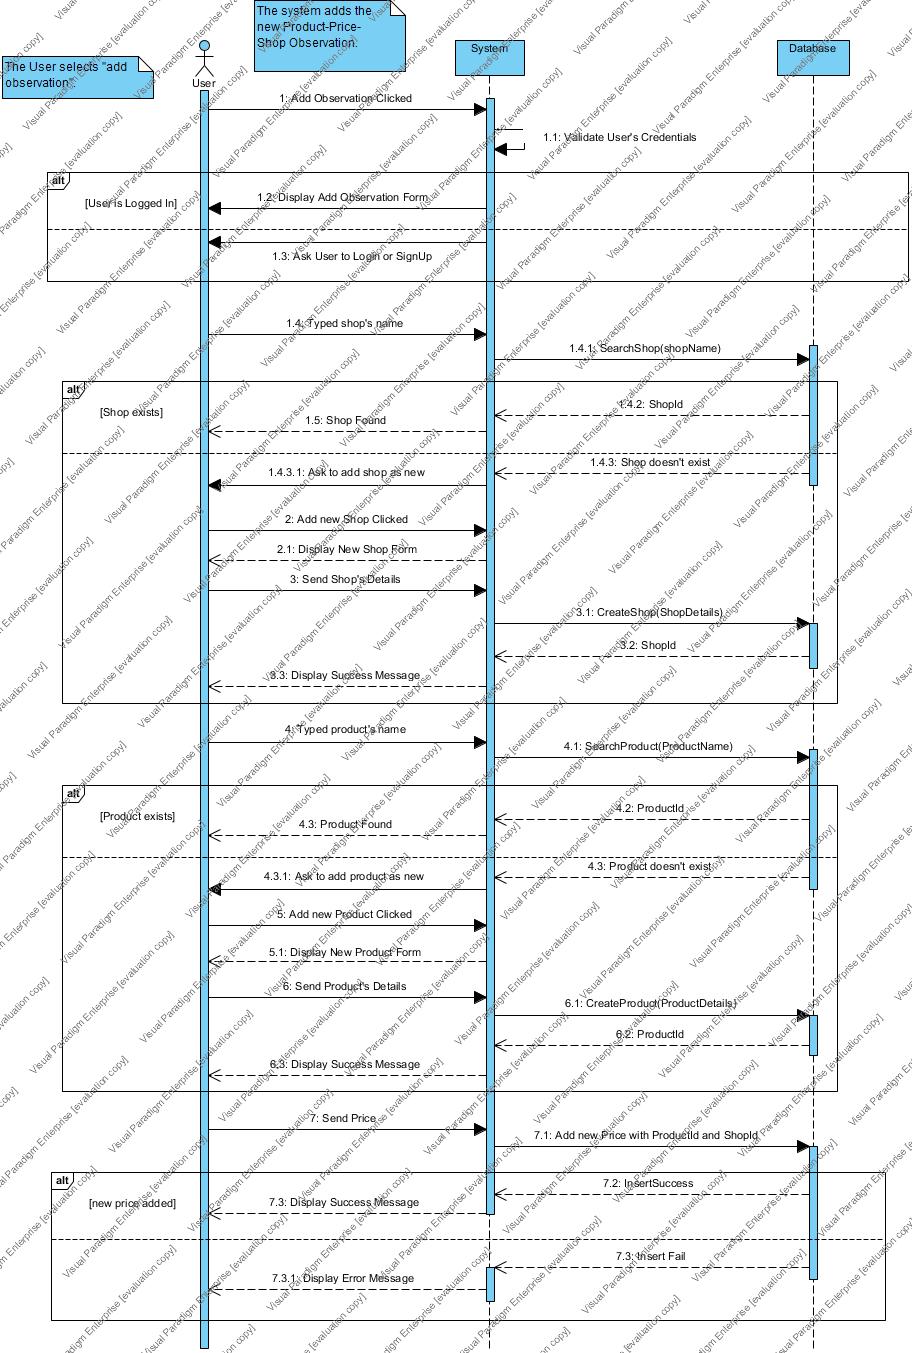 The system adds the
new Product-Price-
Shop Observation.
The User selects "add
observation"
User
System
Database
1: Add Observation Clicked
1.1: Validate User's Credentials
alt
[User is Logged In]
1.2: Display Add Observation Form
1.3: Ask User to Login or SignUp
1.4: Typed shop's name
1.4.1: SearchShop(shopName)
alt
[Shop exists]
1.4.2: ShopId
1.5: Shop Found
1.4.3: Shop doesn't exist
1.4.3.1: Ask to add shop as new
2: Add new Shop Clicked
2.1: Display New Shop Form
3: Send Shop's Details
3.1: CreateShop(ShopDetails)
3.2: ShopId
3.3: Display Success Message
4: Typed product's name
4.1: SearchProduct(ProductName)
alt
[Product exists]
4.2: ProductId
4.3: Product Found
4.3: Product doesn't exist
4.3.1: Ask to add product as new
5: Add new Product Clicked
5.1: Display New Product Form
6: Send Product's Details
6.1: CreateProduct(ProductDetails)
6.2: ProductId
6.3: Display Success Message
7: Send Price
7.1: Add new Price with ProductId and ShopId
alt
[new price added]
7.2: InsertSuccess
7.3: Display Success Message
7.3: Insert Fail
7.3.1: Display Error Message
Visual Paradigm Enterprise [evaluation copy]